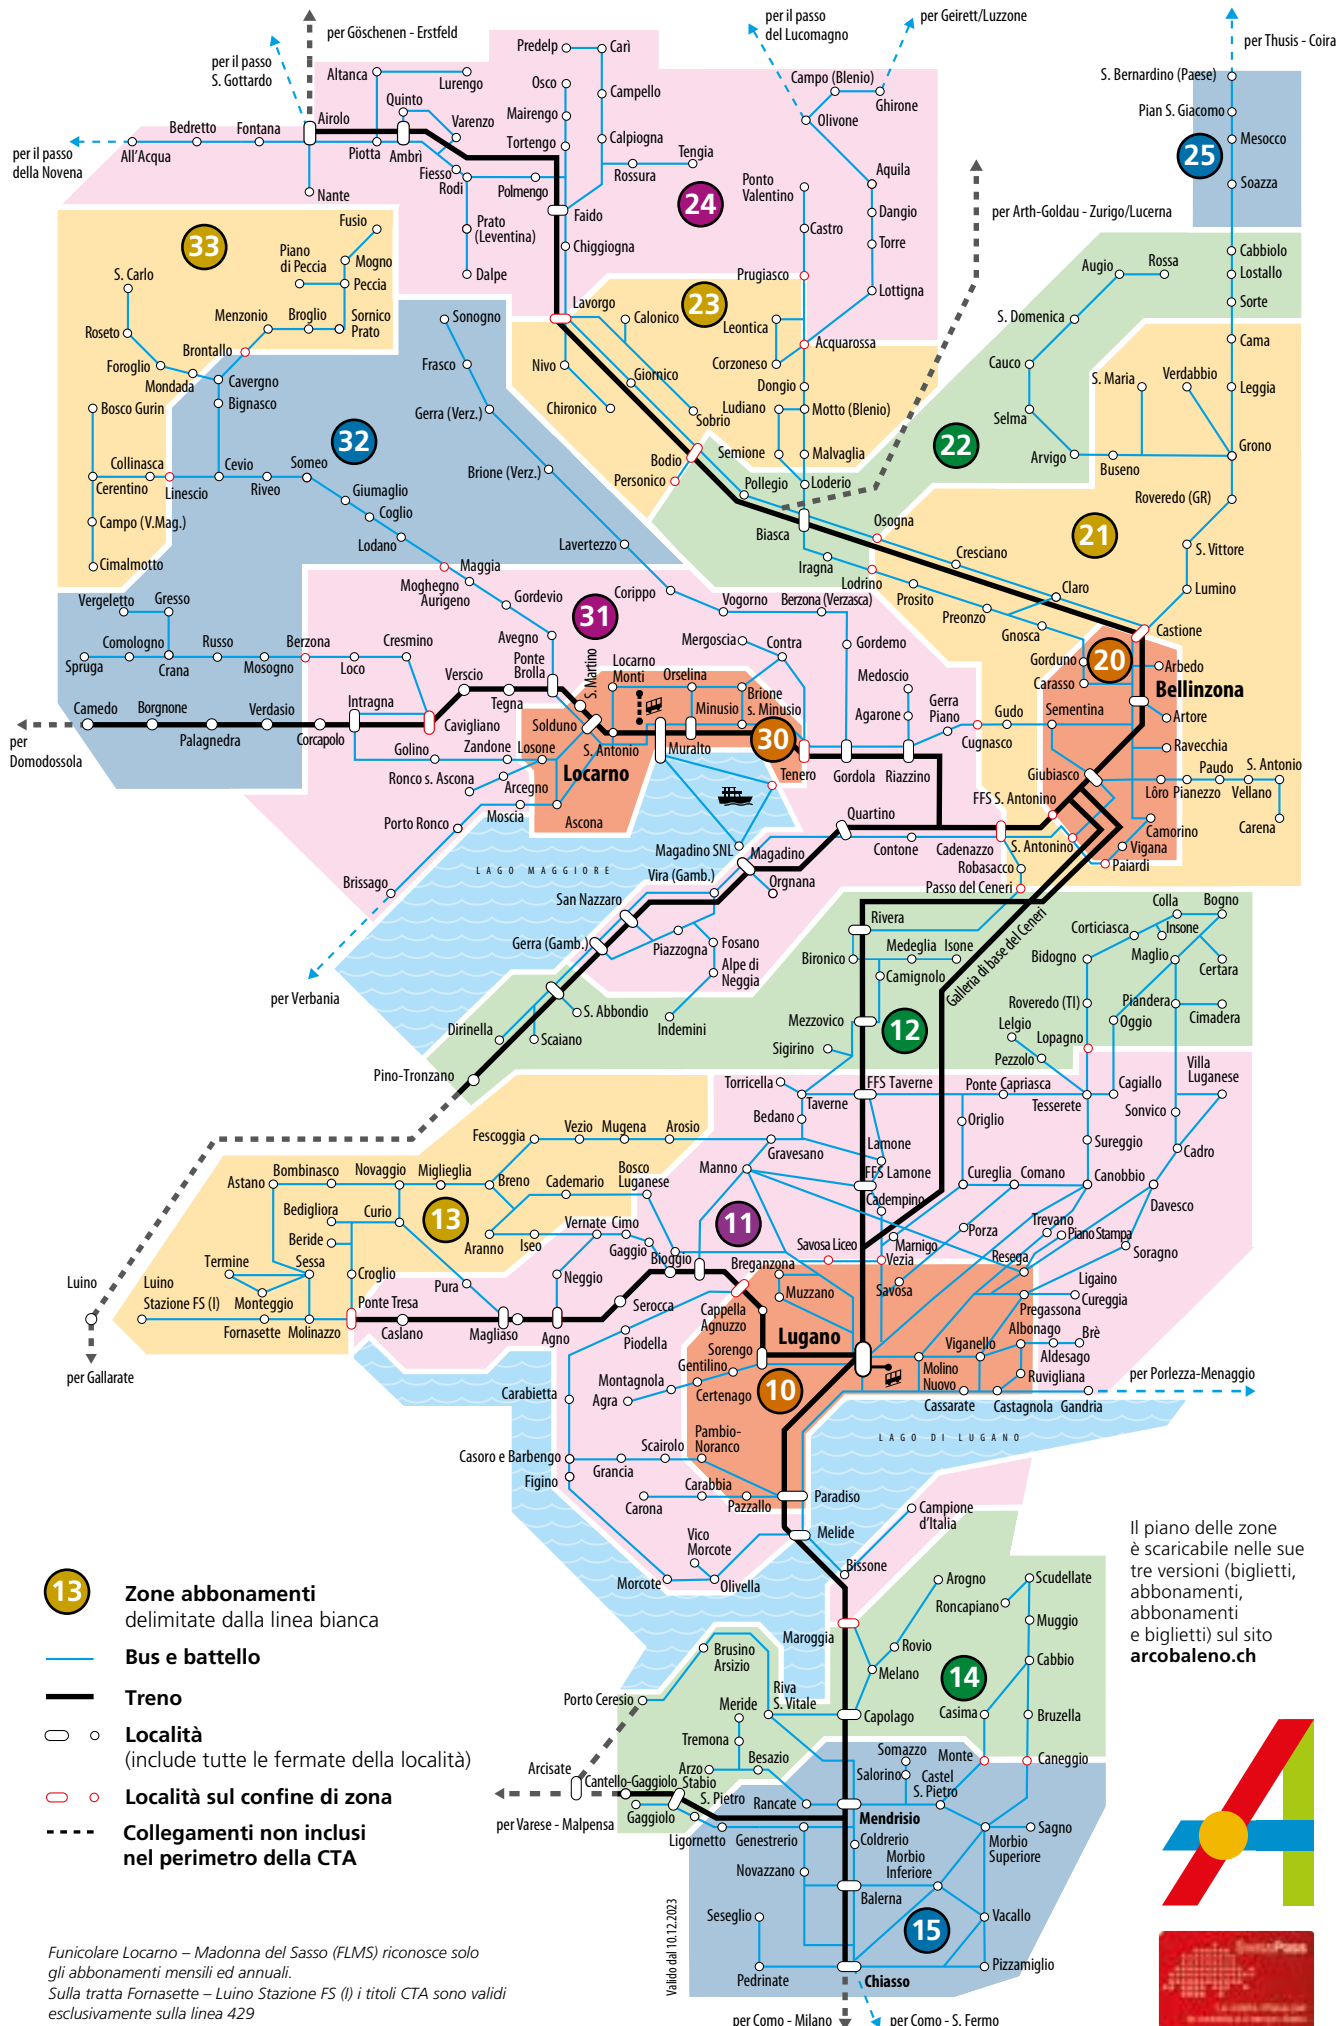 per Göschenen - Erstfeld
per il passo
S. Gottardo
per il passo
della Novena
per il passo
del Lucomagno
per Geirett/Luzzone
per Thusis - Coira
per Arth-Goldau - Zurigo/Lucerna
Predelp
Carì
Altanca
Lurengo
Osco
Campello
Quinto
Mairengo
Airolo
Varenzo
Bedretto
Fontana
Tortengo
Calpiogna
All'Acqua
Piotta
Ambrì
Fiesso
Rodi
Polmengo
Rossura
Tengia
Nante
Faido
Prato
(Leventina)
Chiggiogna
Dalpe
24
Campo (Blenio)
Ghirone
Olivone
Ponto
Valentino
Aquila
Castro
Dangio
Torre
Prugiasco
Lottigna
S. Bernardino (Paese)
Pian S. Giacomo
Mesocco
25
Soazza
Cabbiolo
Lostallo
Sorte
Augio
Rossa
S. Domenica
Cama
Cauco
S. Maria
Verdabbio
Leggia
Selma
Arvigo
Buseno
Grono
22
Roveredo (GR)
21
S. Vittore
Lumino
33
Fusio
Piano
di Peccia
Mogno
S. Carlo
Peccia
Menzonio
Broglio
Sornico
Prato
Roseto
Brontallo
Foroglio
Mondada
Cavergno
Bignasco
Bosco Gurin
Collinasca
Cerentino
Linescio
Cevio
Riveo
Someo
Campo (V.Mag.)
Cimalmotto
Giumaglio
Coglio
Lodano
32
Sonogno
Frasco
Gerra (Verz.)
Brione (Verz.)
Lavertezzo
Maggia
Moghegno
Aurigeno
Gordevio
Corippo
Vogorno
Berzona (Verzasca)
Lavorgo
Calonico
23
Leontica
Acquarossa
Corzoneso
Nivo
Giornico
Dongio
Chironico
Sobrio
Ludiano
Motto (Blenio)
Bodio
Semione
Malvaglia
Personico
Pollegio
Loderio
Biasca
Osogna
Cresciano
Iragna
Lodrino
Claro
Prosito
Preonzo
Gnosca
Castione
Gorduno
20
Arbedo
Carasso
Bellinzona
Artore
Sementina
Ravecchia
Giubiasco
Lôro
Pianezzo
Paudo
Vellano
S. Antonio
Carena
Camorino
Vigana
Paiardi
FFS S. Antonino
S. Antonino
Gudo
Cugnasco
Gerra
Piano
Vergeletto
Gresso
Comologno
Russo
Berzona
Spruga
Crana
Mosogno
Loco
Cresmino
Avegno
Ponte
Brolla
31
S. Martino
Locarno
Monti
Orselina
Mergoscia
Contra
Gordemo
Medoscio
Verscio
Tegna
Brione
s. Minusio
Minusio
30
Agarone
Camedo
Borgnone
Verdasio
Intragna
Palagnedra
Corcapolo
Cavigliano
Solduno
S. Antonio
Muralto
Tenero
Gordola
Riazzino
Golino
Zandone
Losone
Locarno
Ronco s. Ascona
Arcegno
Ascona
Porto Ronco
Moscia
Brissago
per
Domodossola
LAGO MAGGIORE
Magadino SNL
Magadino
Quartino
Contone
Cadenazzo
Robasacco
Passo del Ceneri
Orgnana
Vira (Gamb.)
San Nazzaro
Gerra (Gamb.)
Piazzogna
Fosano
Alpe di
Neggia
Indemini
S. Abbondio
Scaiano
Dirinella
Pino-Tronzano
per Verbania
Rivera
Bironico
Medeglia
Isone
Camignolo
Mezzovico
12
Sigirino
Galleria di base del Ceneri
Colla
Bogno
Corticiasca
Insone
Bidogno
Maglio
Certara
Roveredo (TI)
Piandera
Cimadera
Lelgio
Lopagno
Oggio
Pezzolo
Torricella
FFS Taverne
Taverne
Ponte Capriasca
Tesserete
Cagiallo
Villa
Luganese
Bedano
Origlio
Sonvico
Sureggio
Gravesano
Lamone
Cadro
Manno
FFS Lamone
Cureglia
Comano
Canobbio
Cadempino
Davesco
11
Porza
Trevano
Piano Stampa
Soragno
Savosa Liceo
Marnigo
Vezia
Resega
Breganzona
Muzzano
Savosa
Ligaino
Cureggia
Pregassona
Cappella
Agnuzzo
Lugano
Viganello
Albonago
Brè
Aldesago
Sorengo
Gentilino
Molino
Nuovo
Ruvigliana
Montagnola
Certenago
Agra
10
Cassarate
Castagnola
Gandria
per Porlezza-Menaggio
LAGO DI LUGANO
Fescoggia
Vezio
Mugena
Arosio
Bombinasco
Novaggio
Miglieglia
Astano
Breno
Cademario
Bosco
Luganese
Bedigliora
Curio
13
Beride
Aranno
Iseo
Vernate
Cimo
Gaggio
Bioggio
Termine
Sessa
Croglio
Pura
Neggio
Monteggio
Serocca
Luino
Luino
Stazione FS (I)
Fornasette
Molinazzo
Ponte Tresa
Caslano
Magliaso
Agno
Piodella
per Gallarate
Carabietta
Pambio-
Noranco
Casoro e Barbengo
Scairolo
Grancia
Figino
Carabbia
Carona
Pazzallo
Paradiso
Melide
Vico
Morcote
Morcote
Olivella
Bissone
Campione
d'Italia
Arogno
Scudellate
Roncapiano
Muggio
Maroggia
Rovio
Cabbio
Melano
14
Brusino
Arsizio
Porto Ceresio
Riva
S. Vitale
Meride
Capolago
Casima
Bruzella
Tremona
Besazio
Arzo
Somazzo
Monte
Caneggio
Salorino
Castel
S. Pietro
Arcisate
Cantello-Gaggiolo
Stabio
S. Pietro
Rancate
Mendrisio
Gaggiolo
per Varese - Malpensa
Ligornetto
Genestrerio
Coldrerio
Morbio
Superiore
Sagno
Novazzano
Morbio
Inferiore
Balerna
Seseglio
15
Vacallo
Pedrinate
Chiasso
Pizzamiglio
per Como - Milano
per Como - S. Fermo
Valido dal 10.12.2023
13
Zone abbonamenti
delimitate dalla linea bianca
Bus e battello
Treno
Località
(include tutte le fermate della località)
Località sul confine di zona
Collegamenti non inclusi
nel perimetro della CTA
Funicolare Locarno – Madonna del Sasso (FLMS) riconosce solo
gli abbonamenti mensili ed annuali.
Sulla tratta Fornasette – Luino Stazione FS (I) i titoli CTA sono validi
esclusivamente sulla linea 429
Il piano delle zone
è scaricabile nelle sue
tre versioni (biglietti,
abbonamenti,
abbonamenti
e biglietti) sul sito
arcobaleno.ch
SwissPass